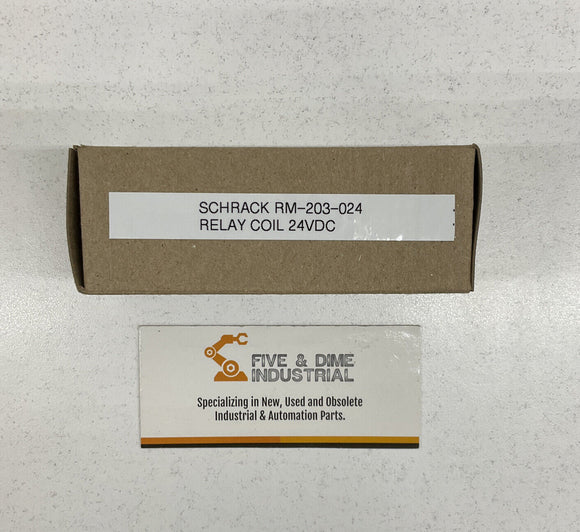 SCHRACK RM-203-024
RELAY COIL 24VDC
FIVE & DIME
INDUSTRIAL
Specializing in New, Used and Obsolete
Industrial & Automation Parts.